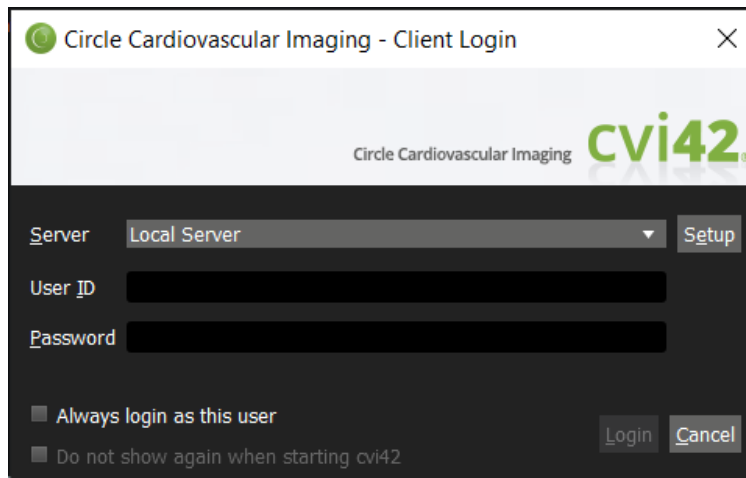 Circle Cardiovascular Imaging - Client Login
Circle Cardiovascular Imaging cvi42
Server Local Server Setup
User ID
Password
Always login as this user
Login Cancel
Do not show again when starting cvi42